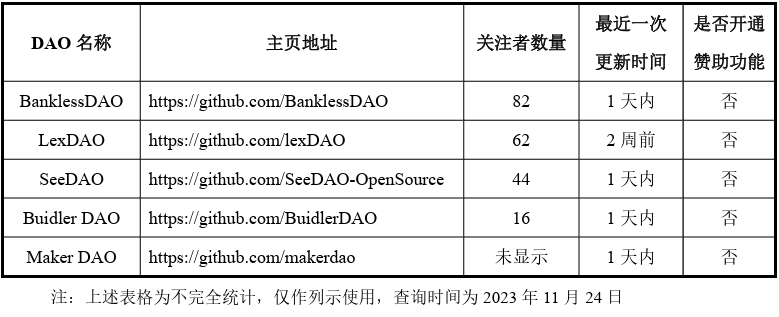 DAO 名称 主页地址 关注者数量 最近一次更新时间 是否开通赞助功能
BanklessDAO https://github.com/BanklessDAO 82 1 天内 否
LexDAO https://github.com/lexDAO 62 2 周前 否
SeeDAO https://github.com/SeeDAO-OpenSource 44 1 天内 否
Buidler DAO https://github.com/BuidlerDAO 16 1 天内 否
Maker DAO https://github.com/makerdao 未显示 1 天内 否
注：上述表格为不完全统计，仅作列示使用，查询时间为 2023 年 11 月 24 日